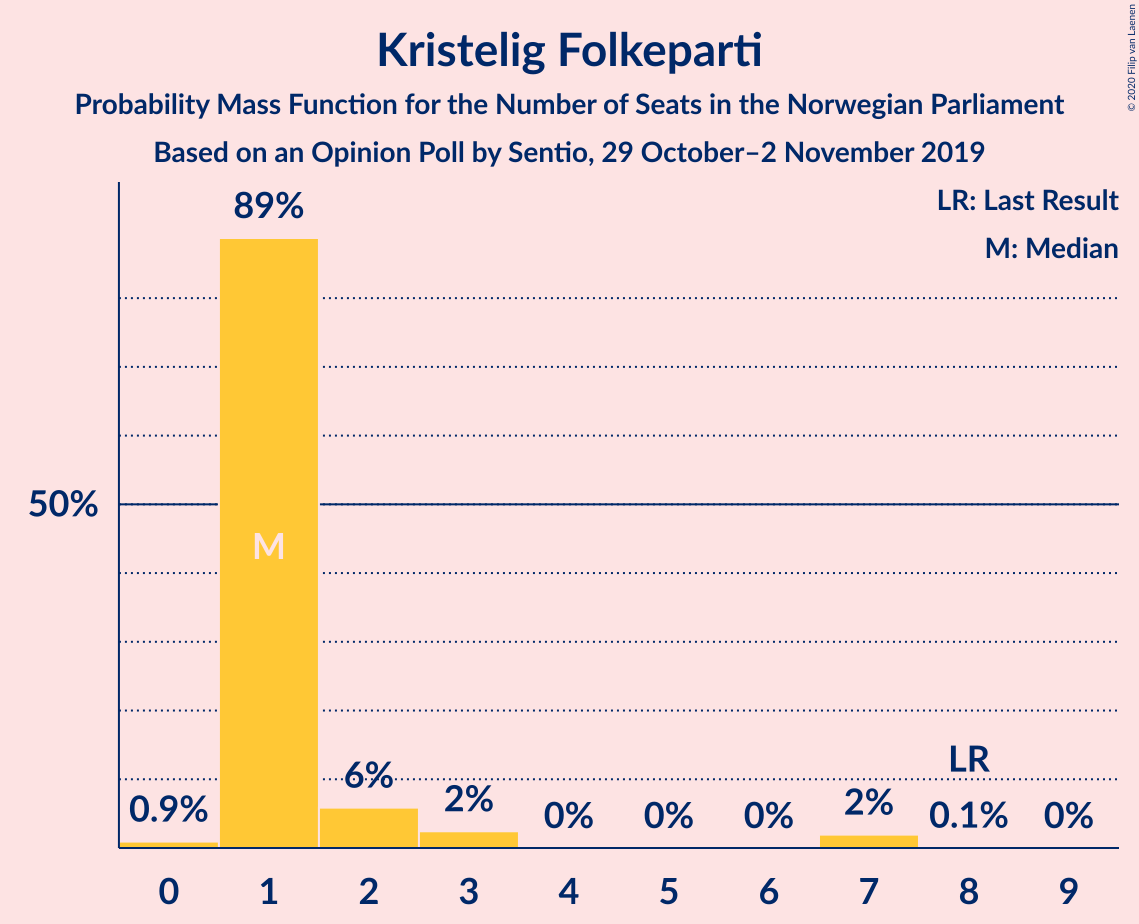 Kristelig Folkeparti
Probability Mass Function for the Number of Seats in the Norwegian Parliament
Based on an Opinion Poll by Sentio, 29 October–2 November 2019
© 2020 Filip van Laenen
LR: Last Result
M: Median
89%
50%
M
LR
0.9% 6% 2% 0% 0% 0% 2% 0.1% 0%
0 1 2 3 4 5 6 7 8 9